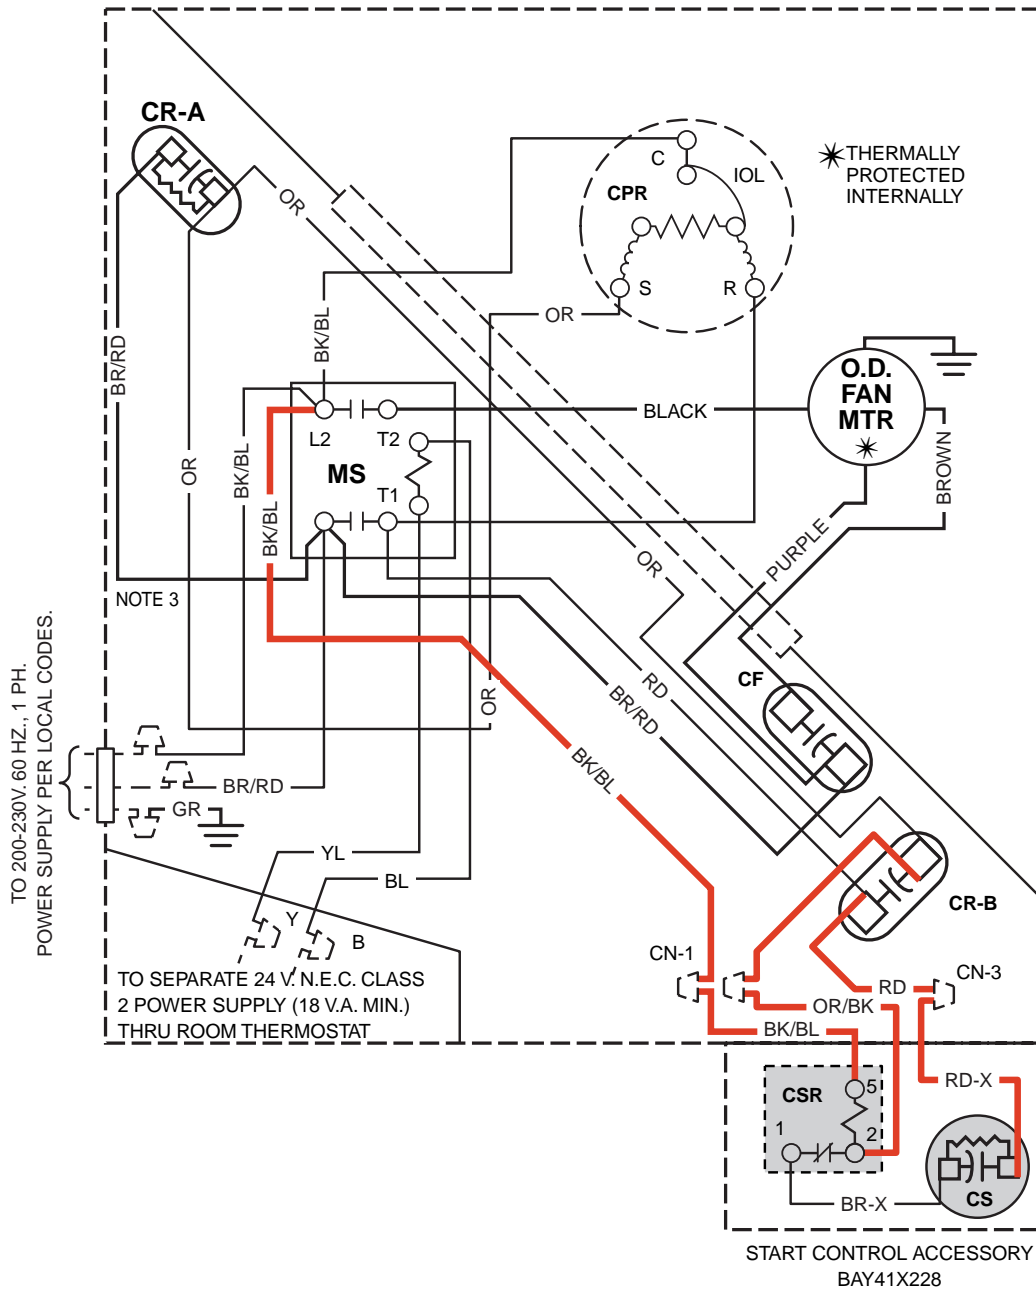 CR-A
C
IOL
CPR
✳ THERMALLY
PROTECTED
INTERNALLY
OR
S
R
OR
BR/RD
BK/BL
O.D.
FAN
MTR
✳
BLACK
L2
T2
MS
T1
OR
BK/BL
BK/BL
BROWN
PURPLE
OR
NOTE 3
TO 200-230V. 60 HZ., 1 PH.
POWER SUPPLY PER LOCAL CODES.
RD
BR/RD
OR
CF
BK/BL
BR/RD
GR
YL
BL
CR-B
Y
B
CN-1
CN-3
TO SEPARATE 24 V. N.E.C. CLASS
2 POWER SUPPLY (18 V.A. MIN.)
THRU ROOM THERMOSTAT
RD
OR/BK
BK/BL
RD-X
CSR
5
1
2
BR-X
CS
START CONTROL ACCESSORY
BAY41X228